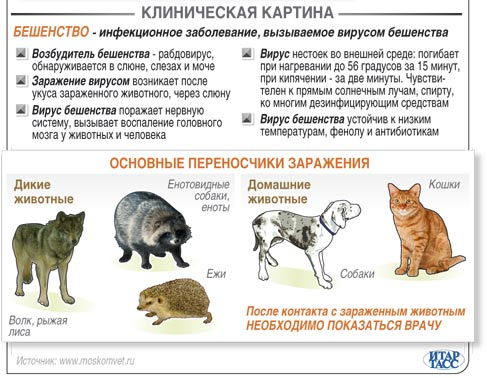 КЛИНИЧЕСКАЯ КАРТИНА
БЕШЕНСТВО - инфекционное заболевание, вызываемое вирусом бешенства
Возбудитель бешенства - рабдовирус,
обнаруживается в слюне, слезах и моче
Заражение вирусом возникает после
укуса зараженного животного, через слюну
Вирус бешенства поражает нервную
систему, вызывает воспаление головного
мозга у животных и человека
Вирус нестоек во внешней среде: погибает
при нагревании до 56 градусов за 15 минут,
при кипячении - за две минуты. Чувстви-
телен к прямым солнечным лучам, спирту,
ко многим дезинфицирующим средствам
Вирус бешенства устойчив к низким
температурам, фенолу и антибиотикам
ОСНОВНЫЕ ПЕРЕНОСЧИКИ ЗАРАЖЕНИЯ
Дикие
животные
Енотовидные
собаки,
еноты
Ежи
Волк, рыжая
лиса
Домашние
животные
Кошки
Собаки
После контакта с зараженным животным
НЕОБХОДИМО ПОКАЗАТЬСЯ ВРАЧУ
Источник: www.moskomvet.ru
ИТАР
ТАСС